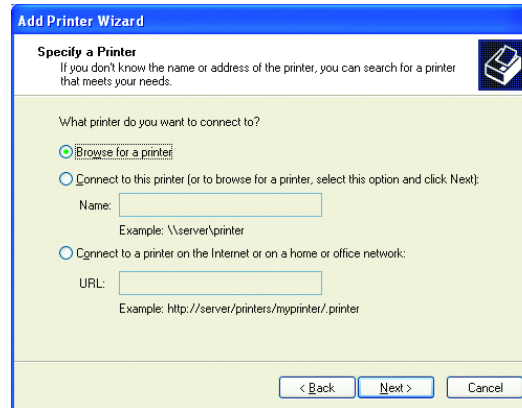 Add Printer Wizard
Specify a Printer
If you don't know the name or address of the printer, you can search for a printer
that meets your needs.
What printer do you want to connect to?
Browse for a printer
Connect to this printer (or to browse for a printer, select this option and click Next):
Name:
Example: \\server\printer
Connect to a printer on the Internet or on a home or office network:
URL:
Example: http://server/printers/myprinter/.printer
< Back Next > Cancel